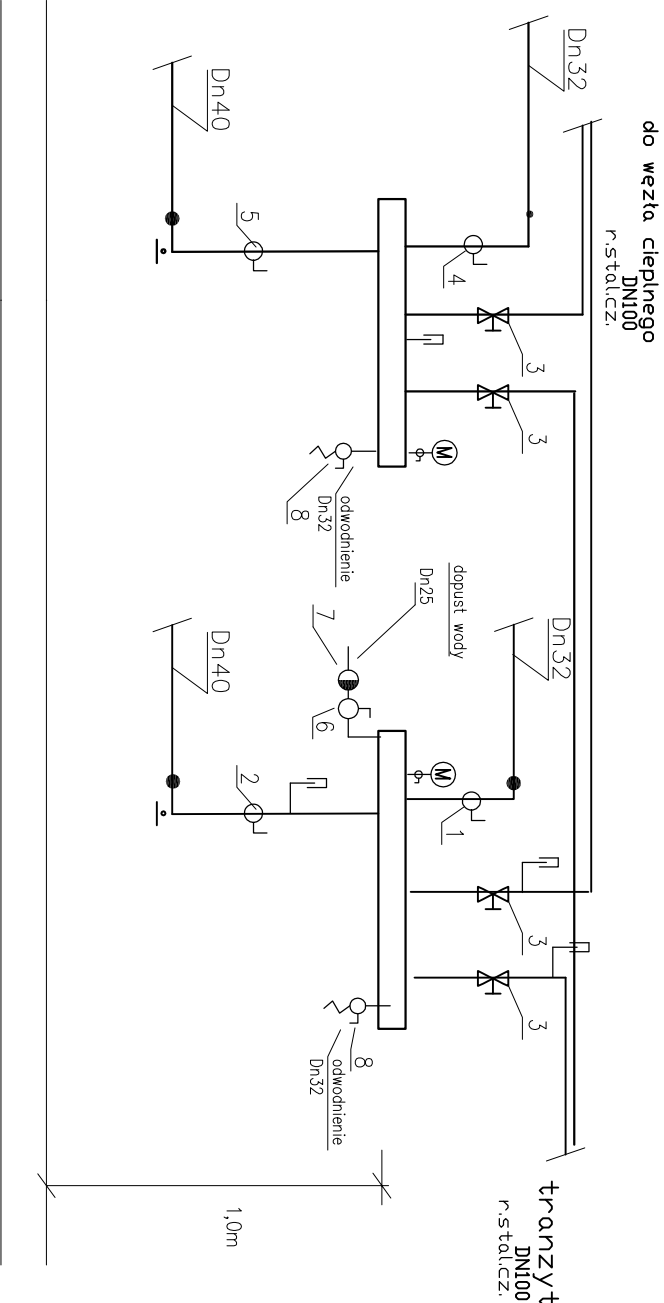 do węzła cieplnego
DN100
r.stal.cz.
Dn32
Dn40
5
4
3
3
M
odwodnienie
Dn32
8
dopust wody
Dn25
7
6
Dn32
Dn40
M
2
1
3
3
8
odwodnienie
Dn32
1,0m
tranzyt
DN100
r.stal.cz.